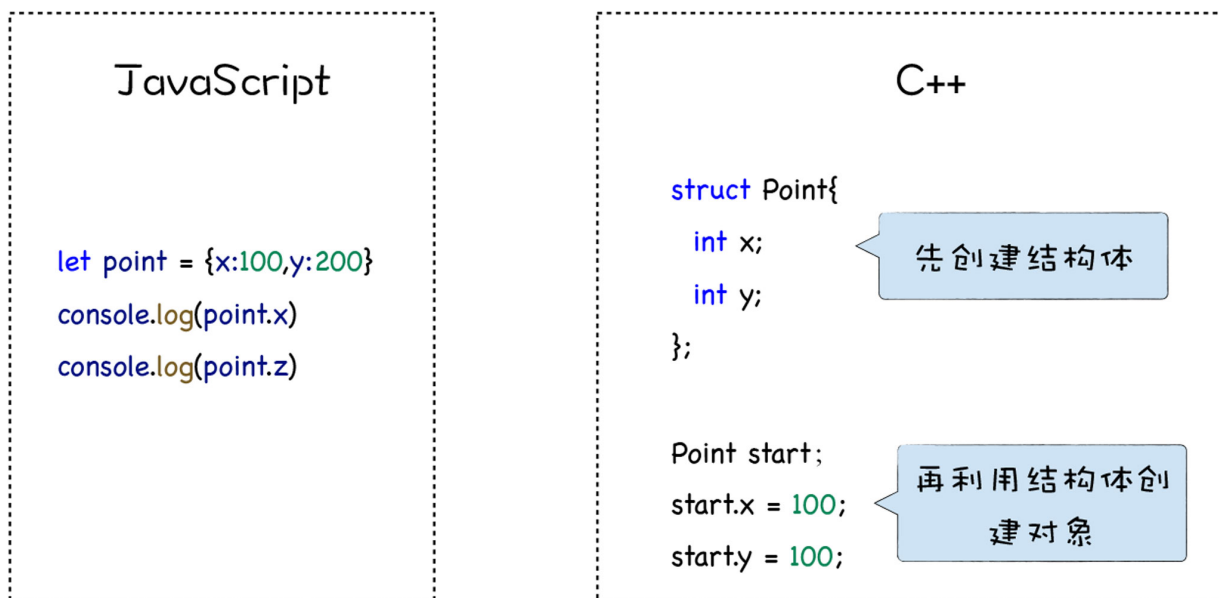 JavaScript
let point = {x:100,y:200}
console.log(point.x)
console.log(point.z)
C++
struct Point{
int x;
int y;
};
先创建结构体
Point start;
start.x = 100;
start.y = 100;
再利用结构体创
建对象